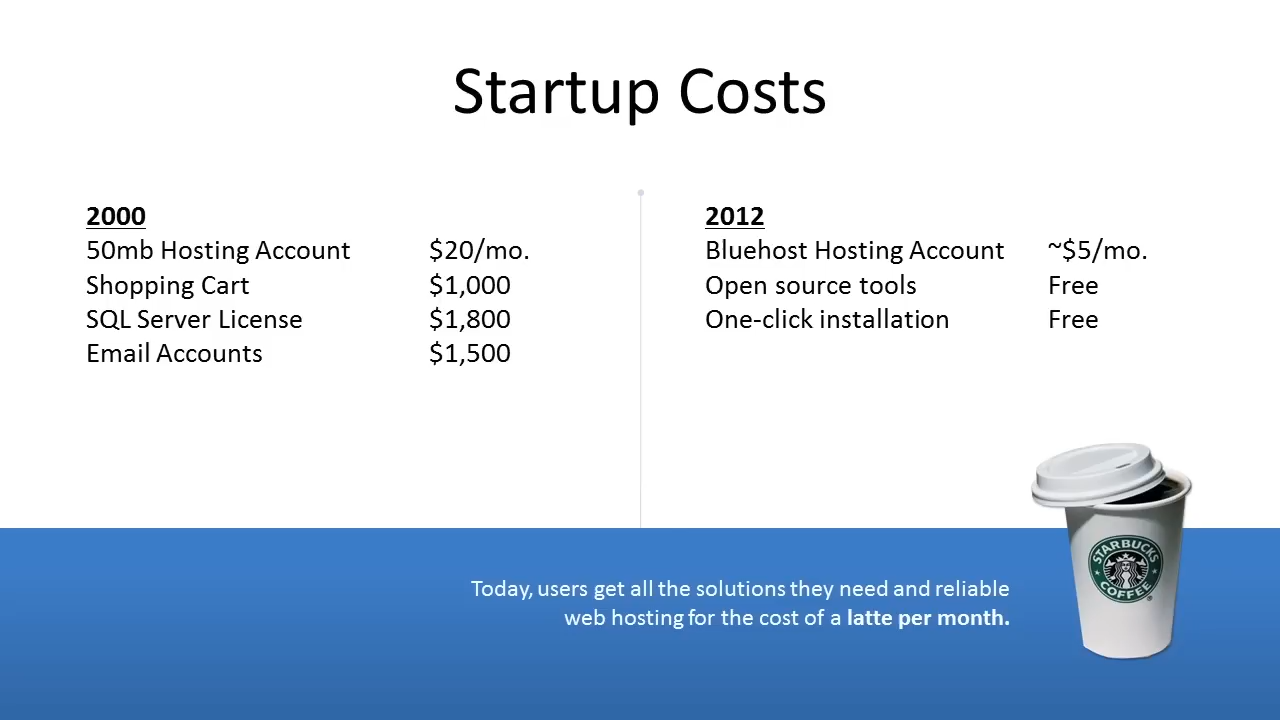 Startup Costs
2000
50mb Hosting Account $20/mo.
Shopping Cart $1,000
SQL Server License $1,800
Email Accounts $1,500
2012
Bluehost Hosting Account ~$5/mo.
Open source tools Free
One-click installation Free
Today, users get all the solutions they need and reliable
web hosting for the cost of a latte per month.
STARBUCKS
COFFEE
®